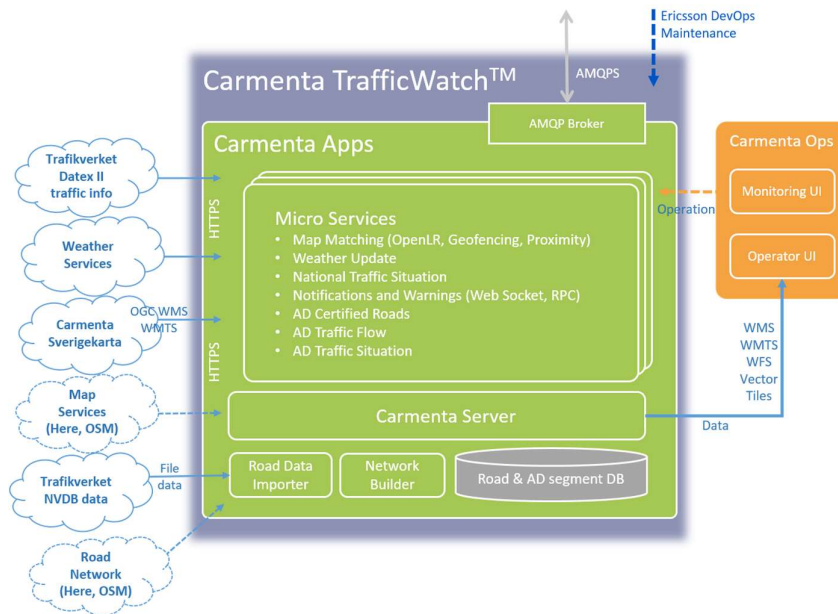 Ericsson DevOps
Maintenance
AMQPS
Carmenta TrafficWatch™
AMQP Broker
Carmenta Apps
Carmenta Ops
Monitoring UI
Operator UI
Operation
Trafikverket
Datex II
traffic info
HTTPS
Weather
Services
Carmenta
Sverigekarta
OGC WMS
WMTS
HTTPS
Map
Services
(Here, OSM)
Trafikverket
NVDB data
File
data
Road
Network
(Here, OSM)
Micro Services
• Map Matching (OpenLR, Geofencing, Proximity)
• Weather Update
• National Traffic Situation
• Notifications and Warnings (Web Socket, RPC)
• AD Certified Roads
• AD Traffic Flow
• AD Traffic Situation
Carmenta Server
WMS
WMTS
WFS
Vector
Tiles
Data
Road Data
Importer
Network
Builder
Road & AD segment DB